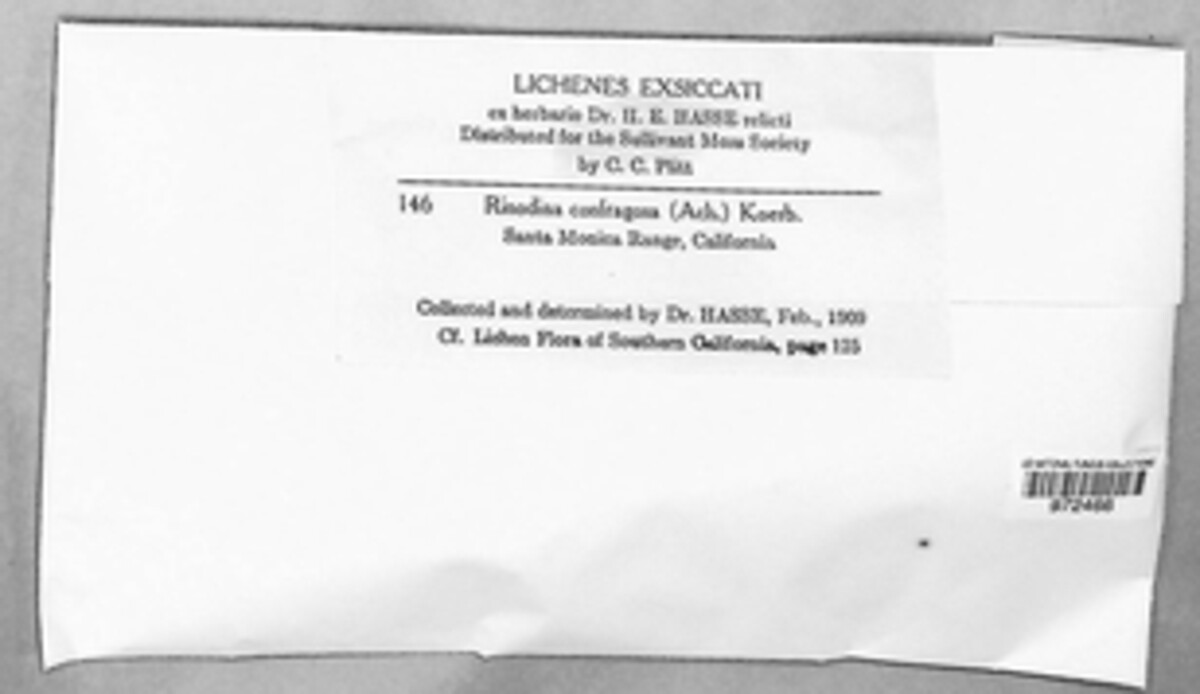 LICHENES EXSICCATI
ex herbario Dr. H. E. HASSE relicti
Distributed for the Sullivant Moss Society
by C. C. Plitt
146 Rinodina confragosa (Ach.) Koerb.
Santa Monica Range, California
Collected and determined by Dr. HASSE, Feb., 1909
Cf. Lichen Flora of Southern California, page 125
972466